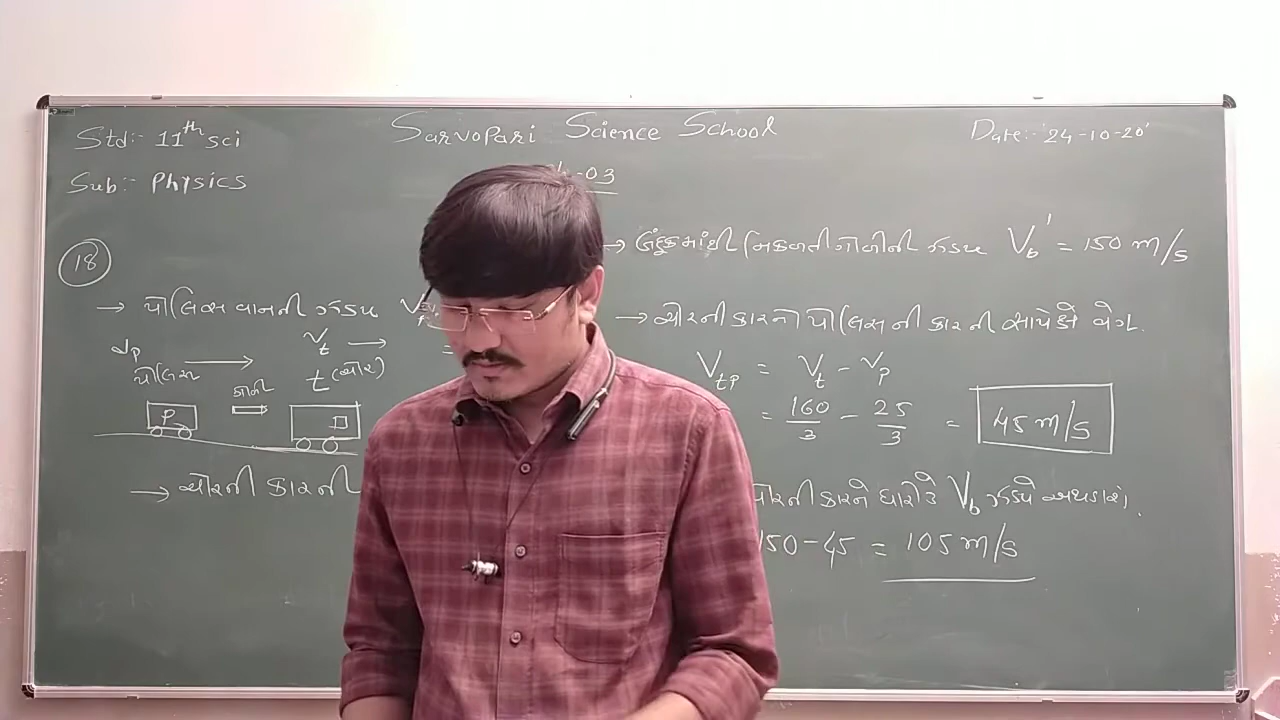 Std:- 11th sci
Sarvopari Science School
Date:- 24-10-20
Sub:- Physics
-03
18
→ પોલિસ વાનની ઝડપ V
Vp
પોલિસ
Vt
t (ચોર)
ગોળી
P
→ ચોરની કારની
→ બંદૂકમાંથી નિકળતી ગોળીની ઝડપ Vb' = 150 m/s
→ ચોરની કારનો પોલિસની કારની સાપેક્ષે વેગ.
Vtp = Vt - Vp
= 160/3 - 25/3 = 45 m/s
ચોરની કારને ધારોકે Vb ઝડપે અથડાય.
150-45 = 105 m/s